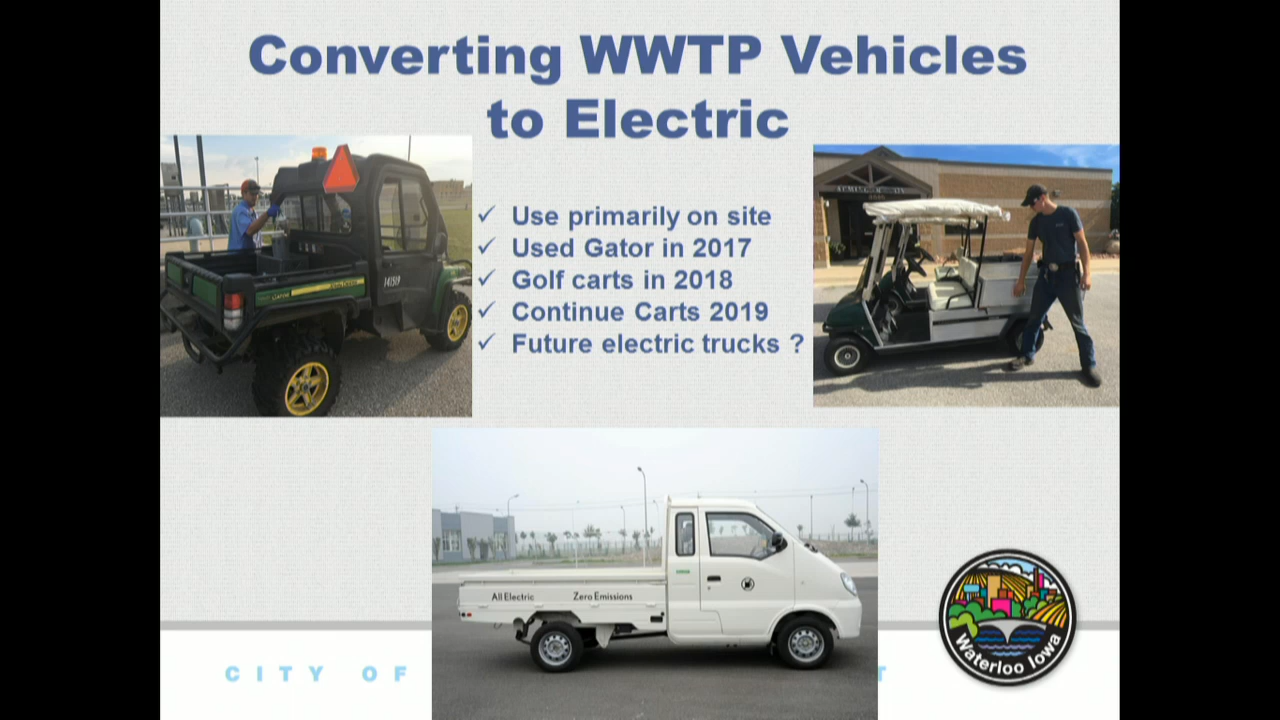 Converting WWTP Vehicles
to Electric
✓ Use primarily on site
✓ Used Gator in 2017
✓ Golf carts in 2018
✓ Continue Carts 2019
✓ Future electric trucks ?
141519
All Electric Zero Emissions
CITY OF
T
Waterloo Iowa